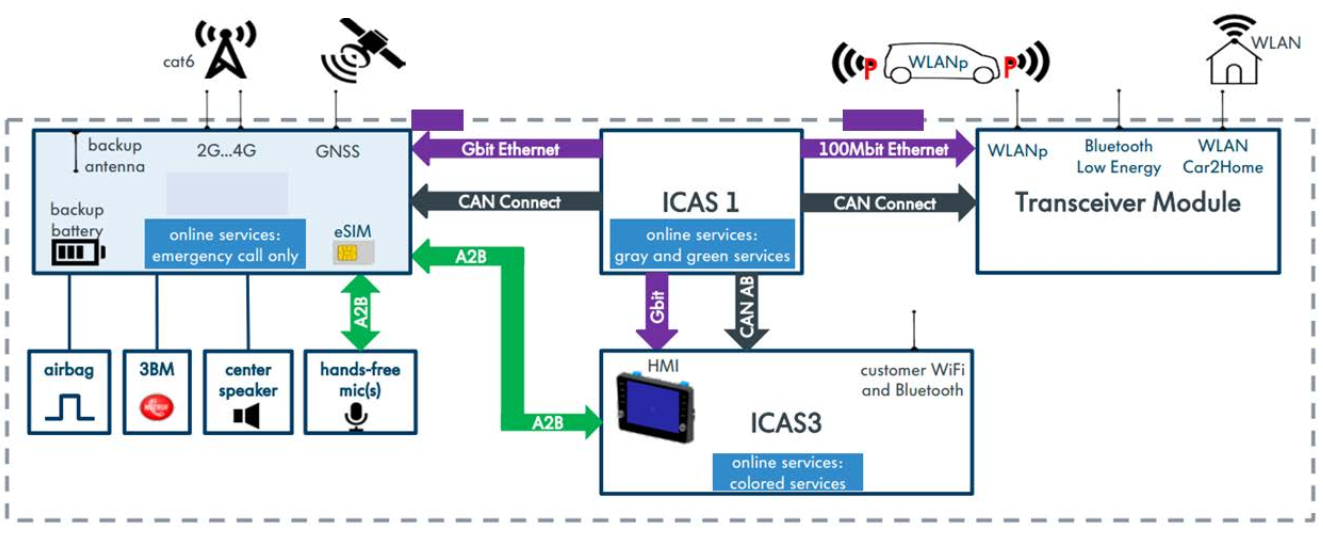 cat6
WLANp
WLAN
P
P
backup
antenna
2G...4G
GNSS
Gbit Ethernet
100Mbit Ethernet
WLANp
Bluetooth
Low Energy
WLAN
Car2Home
backup
battery
online services:
emergency call only
eSIM
CAN Connect
ICAS 1
online services:
gray and green services
CAN Connect
Transceiver Module
A2B
A2B
Gbit
CAN AB
airbag
3BM
center
speaker
hands-free
mic(s)
A2B
HMI
customer WiFi
and Bluetooth
ICAS3
online services:
colored services